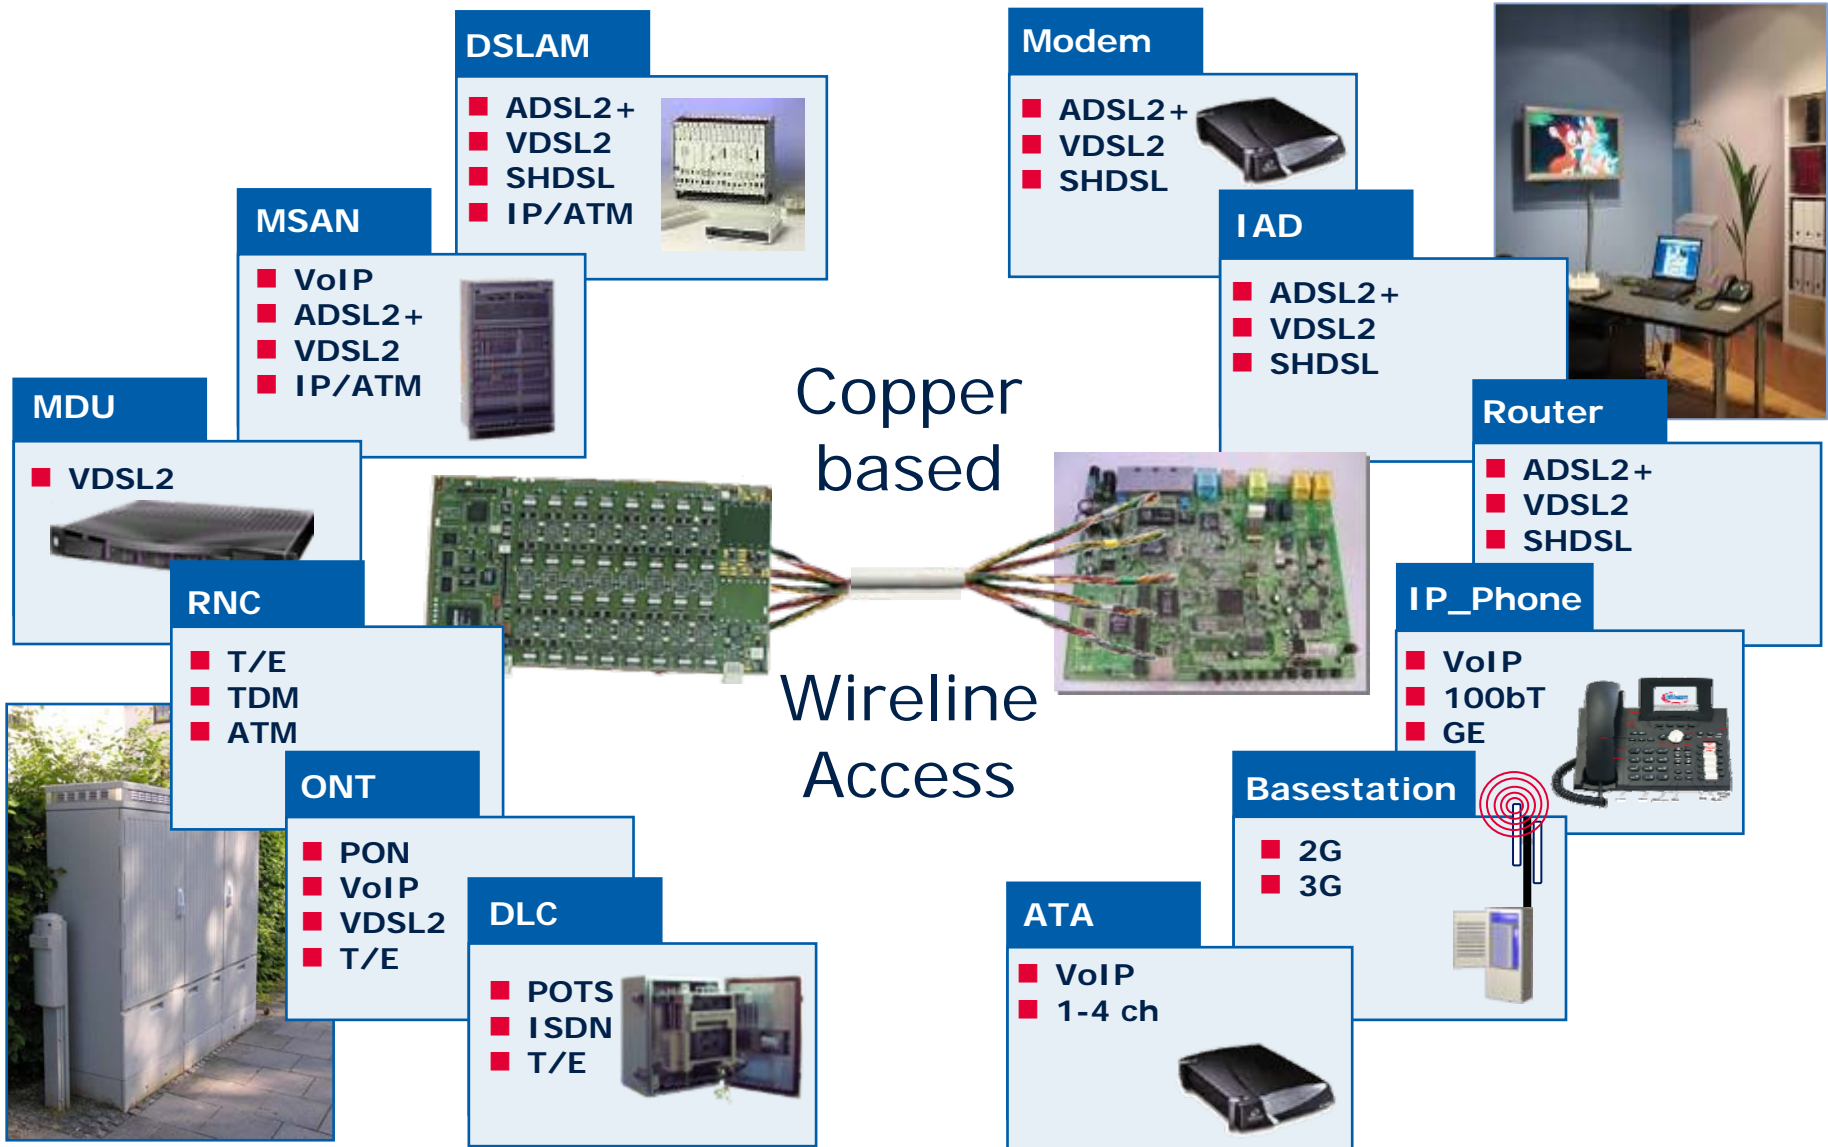 DSLAM
ADSL2+
VDSL2
SHDSL
IP/ATM
MSAN
VoIP
ADSL2+
VDSL2
IP/ATM
MDU
VDSL2
RNC
T/E
TDM
ATM
ONT
PON
VoIP
VDSL2
T/E
DLC
POTS
ISDN
T/E
Copper
based
Wireline
Access
Modem
ADSL2+
VDSL2
SHDSL
IAD
ADSL2+
VDSL2
SHDSL
Router
ADSL2+
VDSL2
SHDSL
IP_Phone
VoIP
100bT
GE
Basestation
2G
3G
ATA
VoIP
1-4 ch